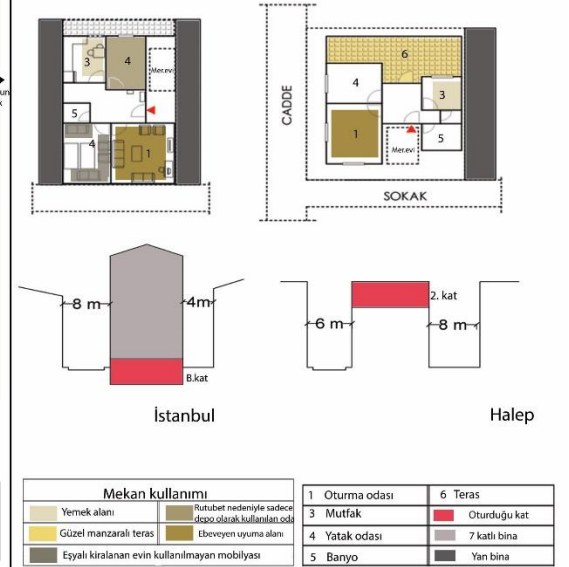 3
4
Mer.evi
5
4
1
un
k
CADDE
6
4
3
1
Mer.evi
5
SOKAK
8 m
4m
B.kat
İstanbul
2. kat
6 m
8 m
Halep
Mekan kullanımı
Yemek alanı
Rutubet nedeniyle sadece
depo olarak kullanılan oda
Güzel manzaralı teras
Ebeveyen uyuma alanı
Eşyalı kiralanan evin kullanılmayan mobilyası
1 Oturma odası
6 Teras
3 Mutfak
Oturduğu kat
4 Yatak odası
7 katlı bina
5 Banyo
Yan bina